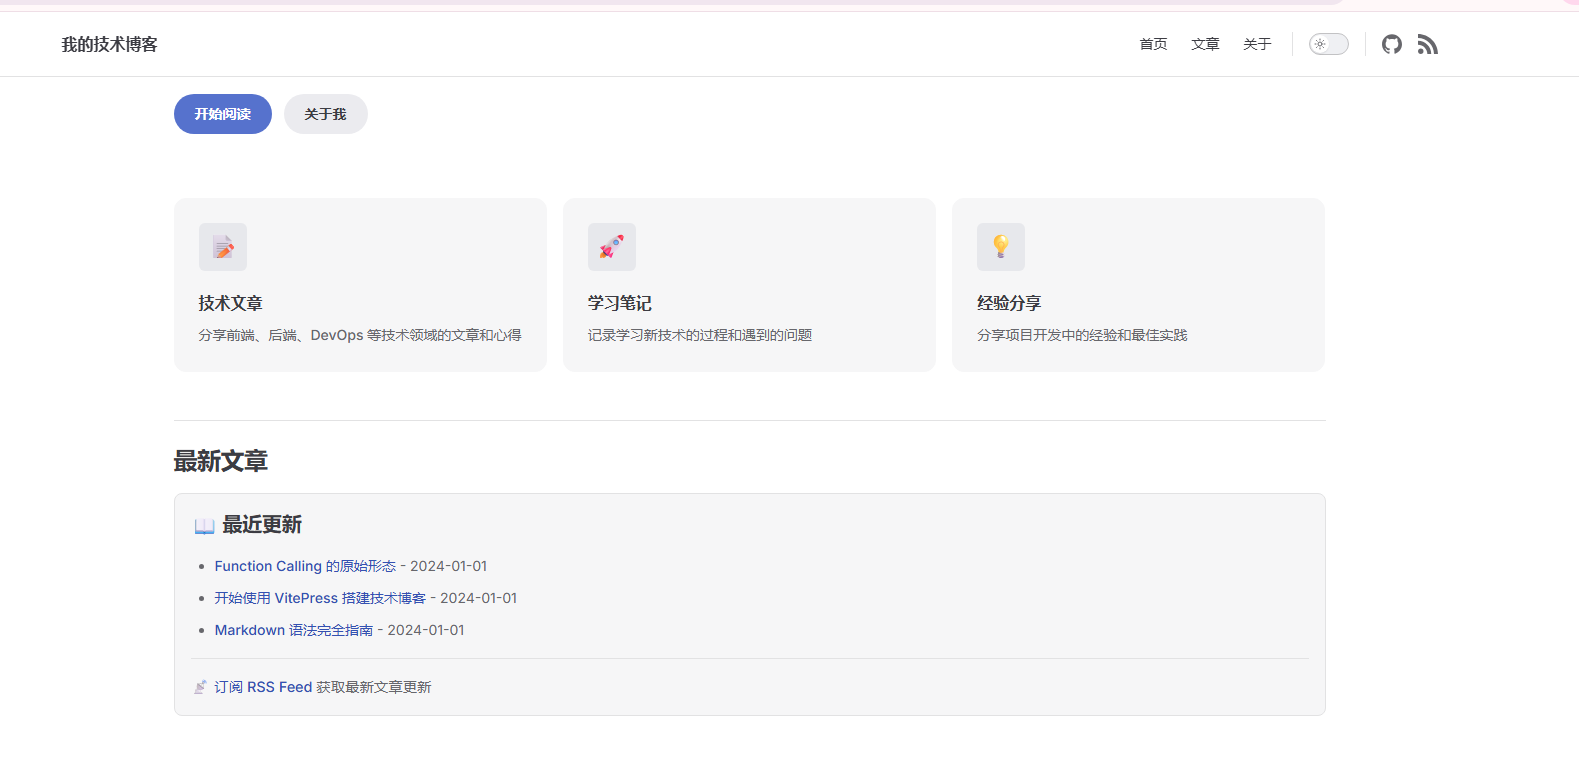 我的技术博客
首页 文章 关于
开始阅读 关于我
技术文章
分享前端、后端、DevOps 等技术领域的文章和心得
学习笔记
记录学习新技术的过程和遇到的问题
经验分享
分享项目开发中的经验和最佳实践
最新文章
最近更新
Function Calling 的原始形态 - 2024-01-01
开始使用 VitePress 搭建技术博客 - 2024-01-01
Markdown 语法完全指南 - 2024-01-01
订阅 RSS Feed 获取最新文章更新